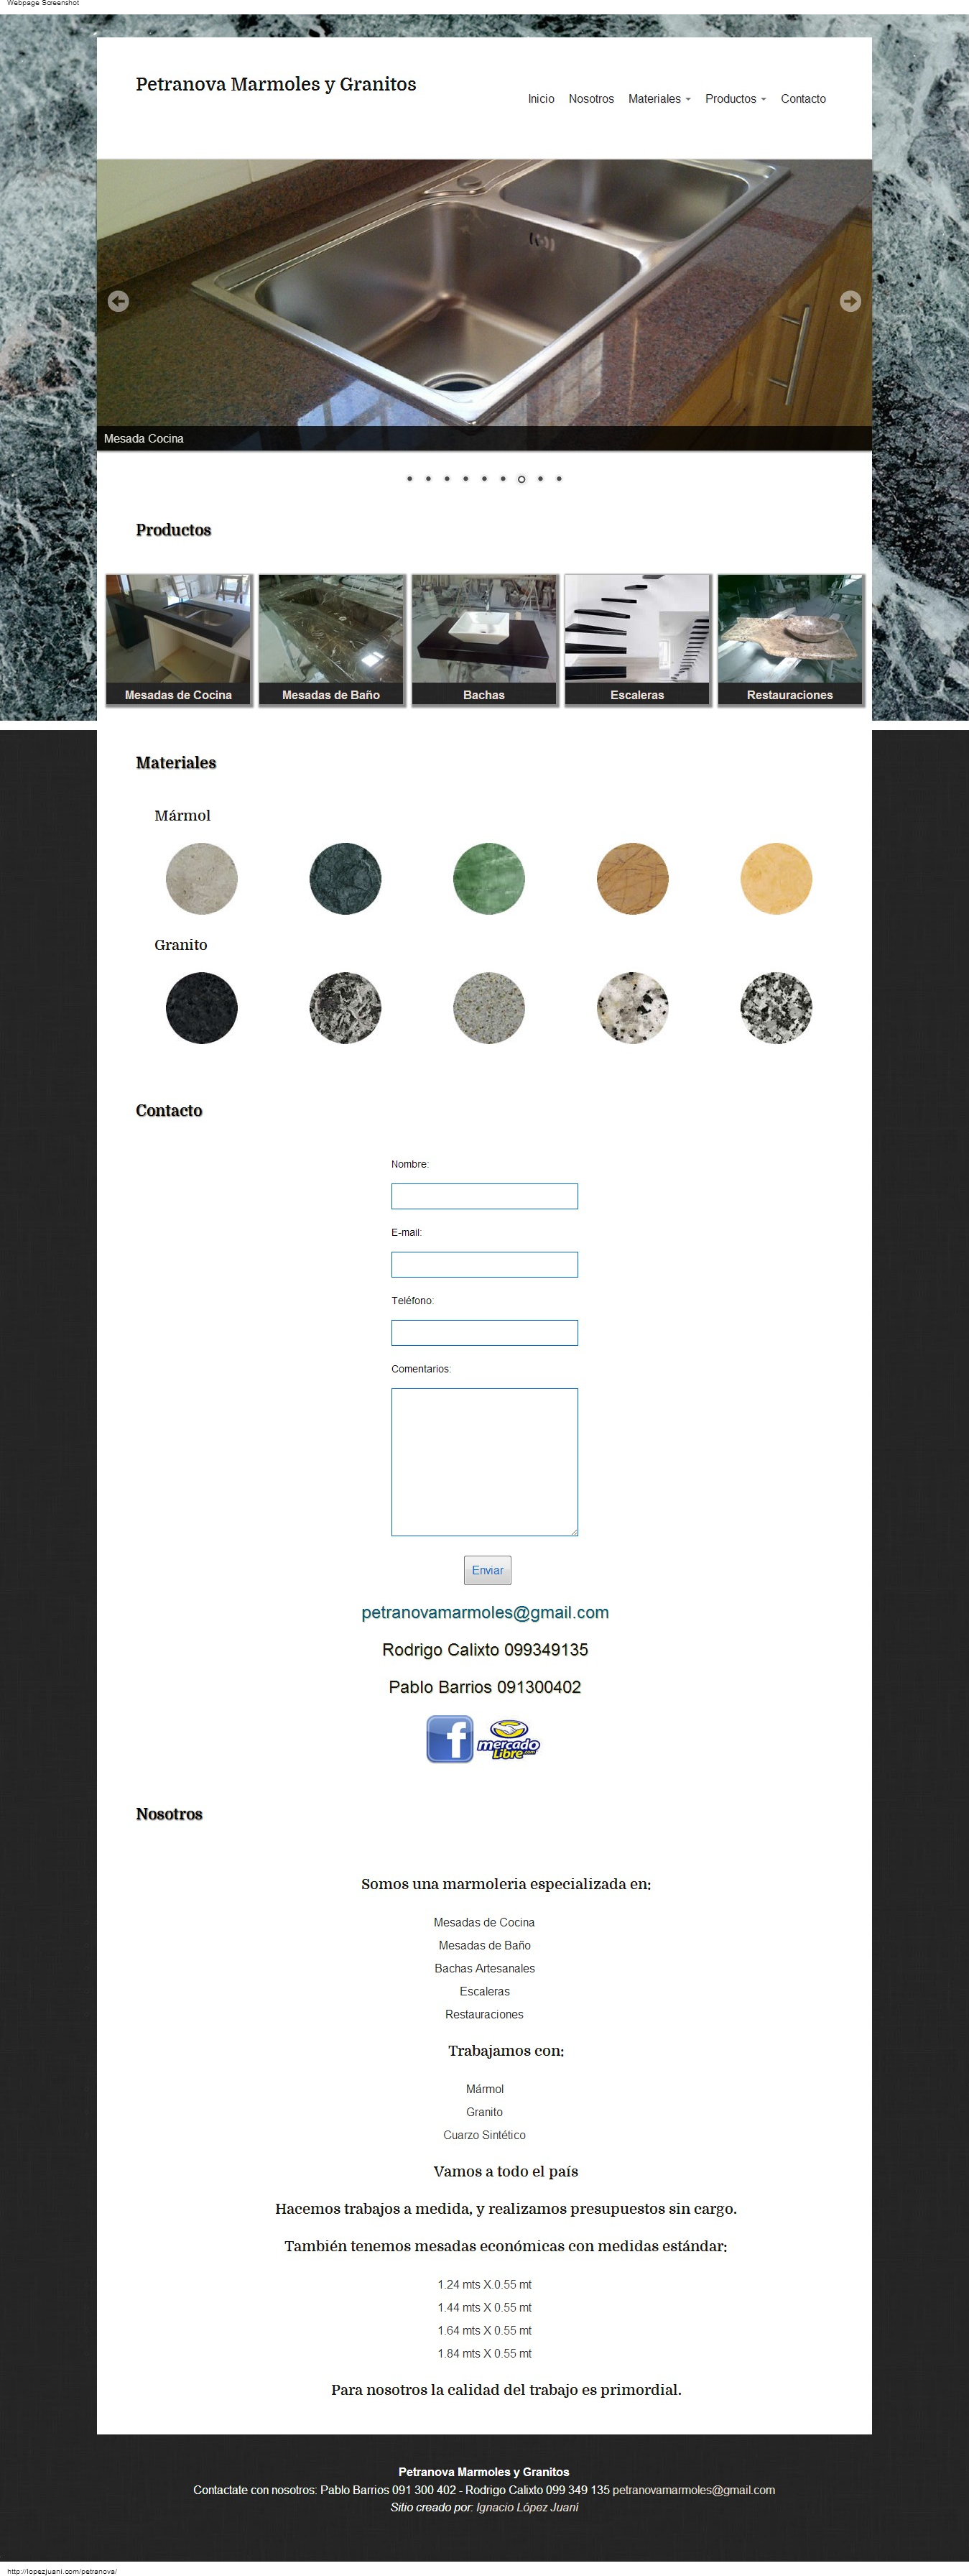 Webpage Screenshot
Petranova Marmoles y Granitos
Inicio Nosotros Materiales Productos Contacto
Mesada Cocina
Productos
Mesadas de Cocina Mesadas de Baño Bachas Escaleras Restauraciones
Materiales
Mármol
Granito
Contacto
Nombre:
E-mail:
Teléfono:
Comentarios:
Enviar
petranovamarmoles@gmail.com
Rodrigo Calixto 099349135
Pablo Barrios 091300402
f mercado
Libre.com
Nosotros
Somos una marmoleria especializada en:
Mesadas de Cocina
Mesadas de Baño
Bachas Artesanales
Escaleras
Restauraciones
Trabajamos con:
Mármol
Granito
Cuarzo Sintético
Vamos a todo el país
Hacemos trabajos a medida, y realizamos presupuestos sin cargo.
También tenemos mesadas económicas con medidas estándar:
1.24 mts X.0.55 mt
1.44 mts X 0.55 mt
1.64 mts X 0.55 mt
1.84 mts X 0.55 mt
Para nosotros la calidad del trabajo es primordial.
Petranova Marmoles y Granitos
Contactate con nosotros: Pablo Barrios 091 300 402 - Rodrigo Calixto 099 349 135 petranovamarmoles@gmail.com
Sitio creado por: Ignacio López Juaní
http://lopezjuani.com/petranova/